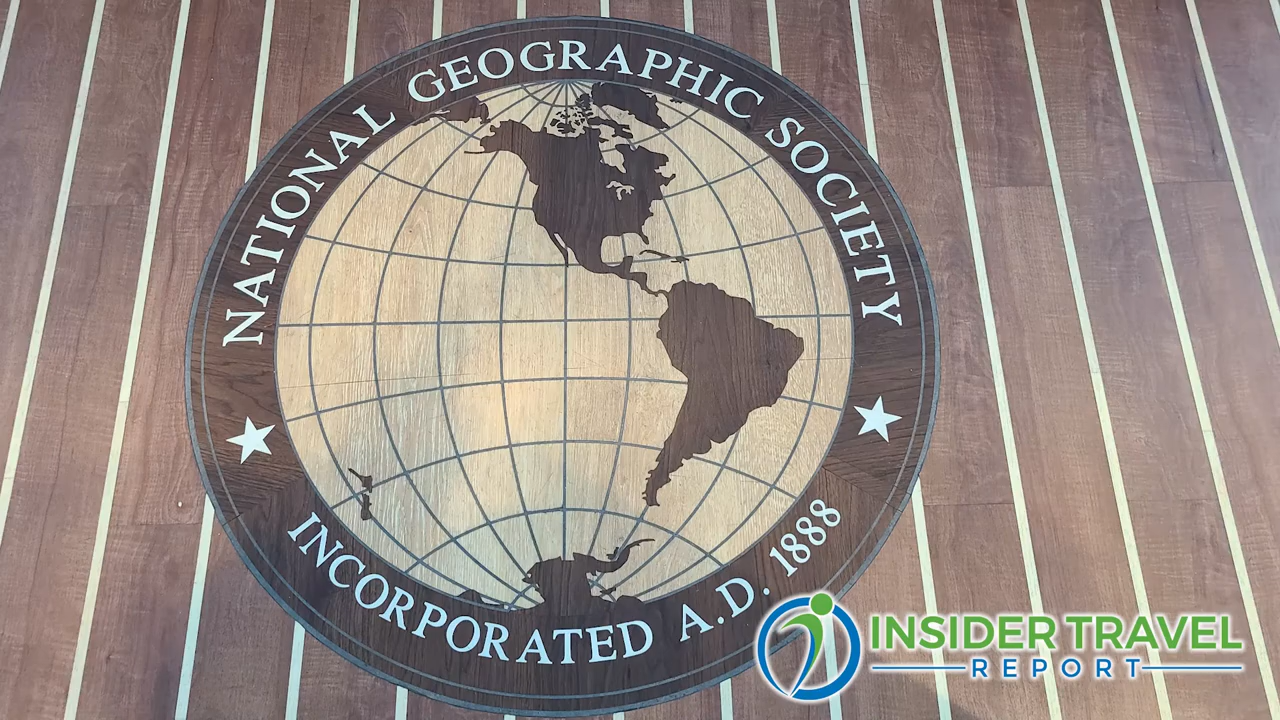 NATIONAL GEOGRAPHIC SOCIETY
INCORPORATED A.D. 1888
INSIDER TRAVEL
REPORT